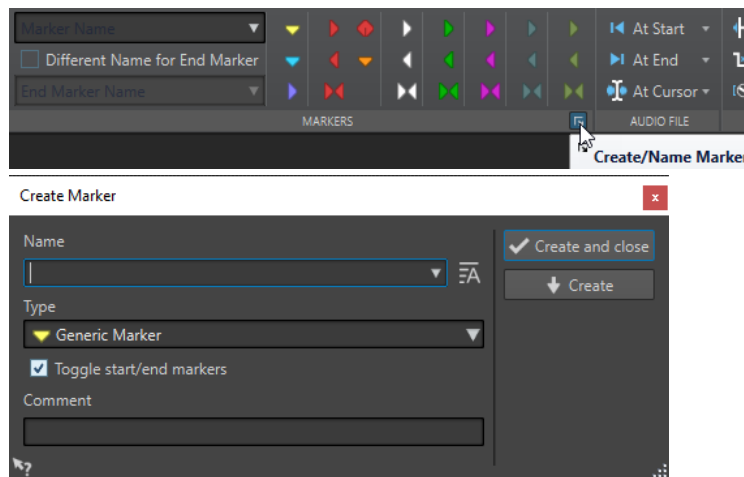 Marker Name
At Start
Different Name for End Marker
At End
End Marker Name
At Cursor
MARKERS
AUDIO FILE
Create/Name Marker
Create Marker
x
Name
Create and close
A
Create
Type
Generic Marker
Toggle start/end markers
Comment
?